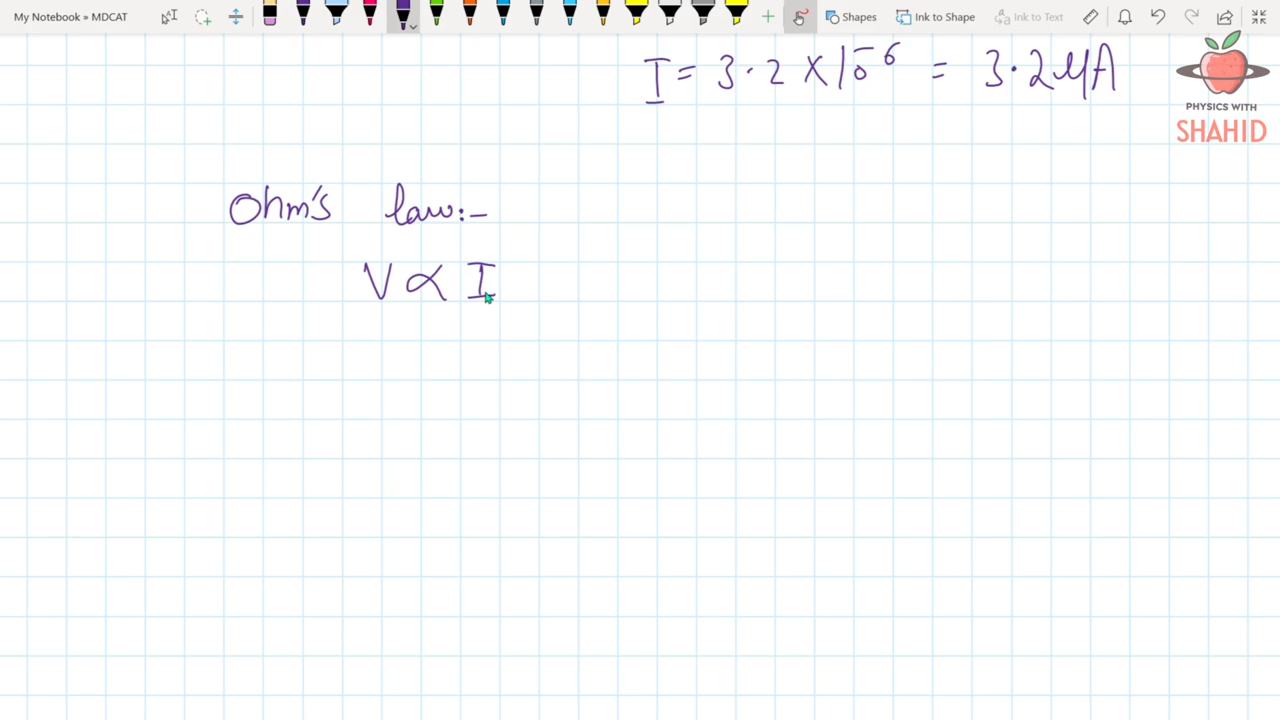 My Notebook » MDCAT Shapes Ink to Shape Ink to Text
I = 3.2 X 10⁻⁶ = 3.2 μA
PHYSICS WITH
SHAHID
Ohm's law:-
V ∝ I